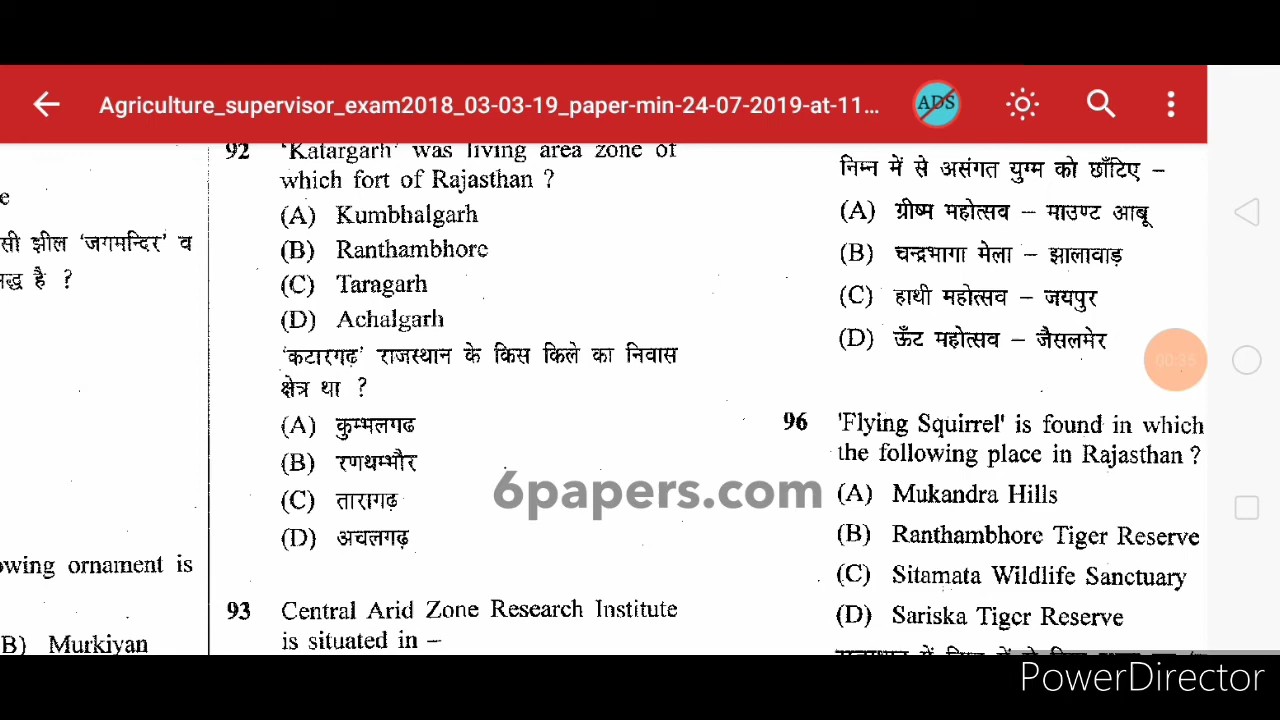 Agriculture_supervisor_exam2018_03-03-19_paper-min-24-07-2019-at-11...
ADS
e
सी झील 'जगमन्दिर' व
द्ध है ?
owing ornament is
B) Murkiyan
92 'Katargarh' was living area zone of
which fort of Rajasthan ?
(A) Kumbhalgarh
(B) Ranthambhore
(C) Taragarh
(D) Achalgarh
'कटारगढ़' राजस्थान के किस किले का निवास
क्षेत्र था ?
(A) कुम्भलगढ
(B) रणथम्भौर
(C) तारागढ़
(D) अचलगढ़
93 Central Arid Zone Research Institute
is situated in –
निम्न में से असंगत युग्म को छाँटिए –
(A) ग्रीष्म महोत्सव – माउण्ट आबू
(B) चन्द्रभागा मेला – झालावाड़
(C) हाथी महोत्सव – जयपुर
(D) ऊँट महोत्सव – जैसलमेर
00:35
96 'Flying Squirrel' is found in which
the following place in Rajasthan ?
(A) Mukandra Hills
(B) Ranthambhore Tiger Reserve
(C) Sitamata Wildlife Sanctuary
(D) Sariska Tiger Reserve
6papers.com
PowerDirector